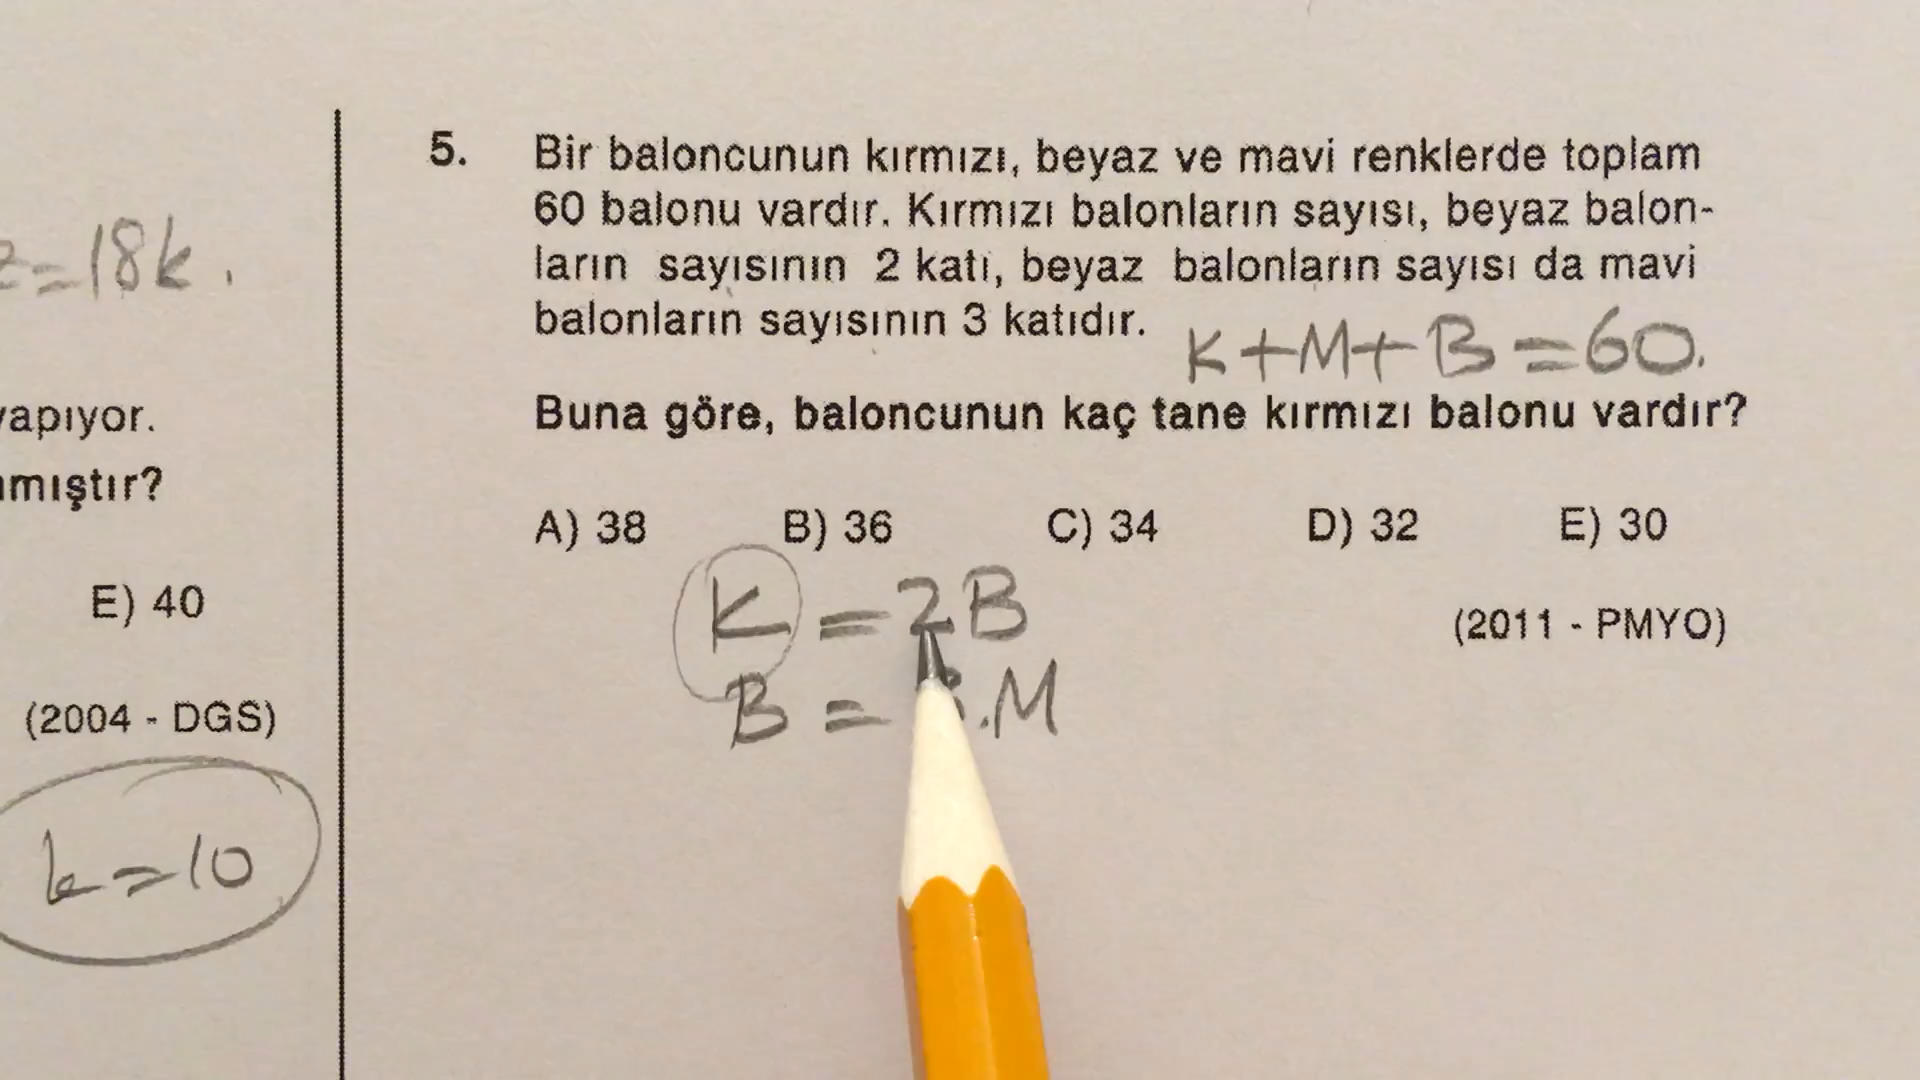 z=18k.
yapıyor.
mıştır?
E) 40
(2004 - DGS)
k=10
5. Bir baloncunun kırmızı, beyaz ve mavi renklerde toplam
60 balonu vardır. Kırmızı balonların sayısı, beyaz balon-
ların sayısının 2 katı, beyaz balonların sayısı da mavi
balonların sayısının 3 katıdır.
K+M+B=60.
Buna göre, baloncunun kaç tane kırmızı balonu vardır?
A) 38 B) 36 C) 34 D) 32 E) 30
K=2B
(2011 - PMYO)
B= .M